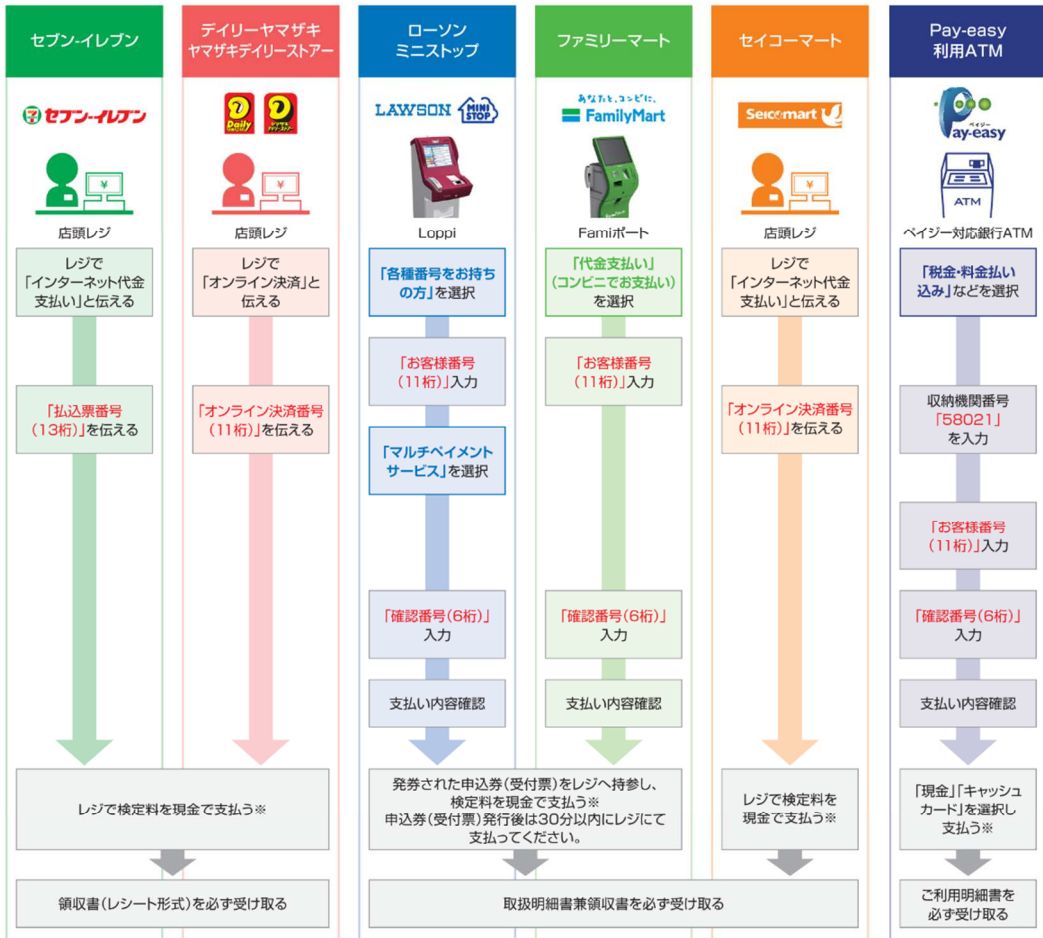 セブン-イレブン
デイリーヤマザキ
ヤマザキデイリーストアー
ローソン
ミニストップ
ファミリーマート
セイコーマート
Pay-easy
利用ATM
セブン-イレブン
Daily
LAWSON
MINI
STOP
あなたと、コンビに、
FamilyMart
Seicomart
ペイジー
Pay-easy
¥
¥
¥
ATM
店頭レジ
店頭レジ
Loppi
Famiポート
店頭レジ
ペイジー対応銀行ATM
レジで
「インターネット代金
支払い」と伝える
「払込票番号
(13桁)」を伝える
レジで
「オンライン決済」と
伝える
「オンライン決済番号
(11桁)」を伝える
「各種番号をお持ち
の方」を選択
「お客様番号
(11桁)」入力
「マルチペイメント
サービス」を選択
「確認番号(6桁)」
入力
支払い内容確認
「代金支払い」
(コンビニでお支払い)
を選択
「お客様番号
(11桁)」入力
「確認番号(6桁)」
入力
支払い内容確認
レジで
「インターネット代金
支払い」と伝える
「オンライン決済番号
(11桁)」を伝える
「税金・料金払い
込み」などを選択
収納機関番号
「58021」
を入力
「お客様番号
(11桁)」入力
「確認番号(6桁)」
入力
支払い内容確認
レジで検定料を現金で支払う※
発券された申込券(受付票)をレジへ持参し、
検定料を現金で支払う※
申込券(受付票)発行後は30分以内にレジにて
支払ってください。
レジで検定料を
現金で支払う※
「現金」「キャッシュ
カード」を選択し
支払う※
領収書(レシート形式)を必ず受け取る
取扱明細書兼領収書を必ず受け取る
ご利用明細書を
必ず受け取る